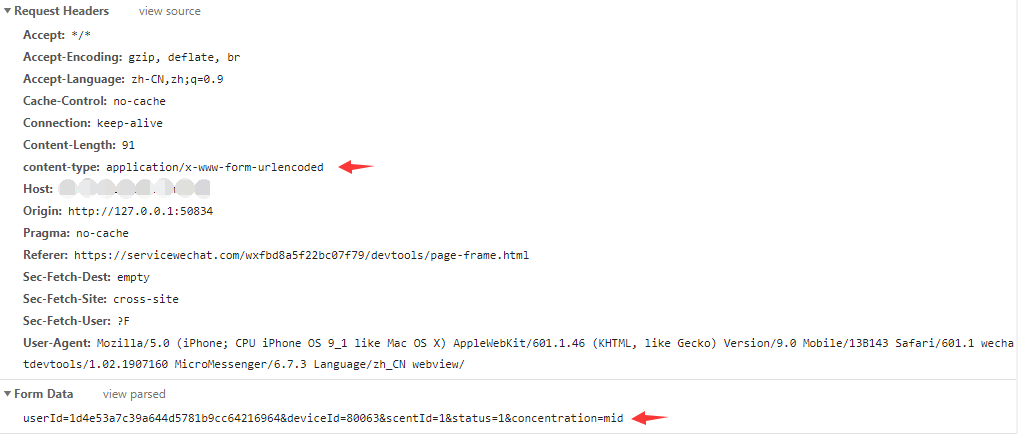 Request Headers view source
Accept: */*
Accept-Encoding: gzip, deflate, br
Accept-Language: zh-CN,zh;q=0.9
Cache-Control: no-cache
Connection: keep-alive
Content-Length: 91
content-type: application/x-www-form-urlencoded
Host:
Origin: http://127.0.0.1:50834
Pragma: no-cache
Referer: https://servicewechat.com/wxfbd8a5f22bc07f79/devtools/page-frame.html
Sec-Fetch-Dest: empty
Sec-Fetch-Site: cross-site
Sec-Fetch-User: ?F
User-Agent: Mozilla/5.0 (iPhone; CPU iPhone OS 9_1 like Mac OS X) AppleWebKit/601.1.46 (KHTML, like Gecko) Version/9.0 Mobile/13B143 Safari/601.1 wecha
tdevtools/1.02.1907160 MicroMessenger/6.7.3 Language/zh_CN webview/
Form Data view parsed
userId=1d4e53a7c39a644d5781b9cc64216964&deviceId=80063&scentId=1&status=1&concentration=mid